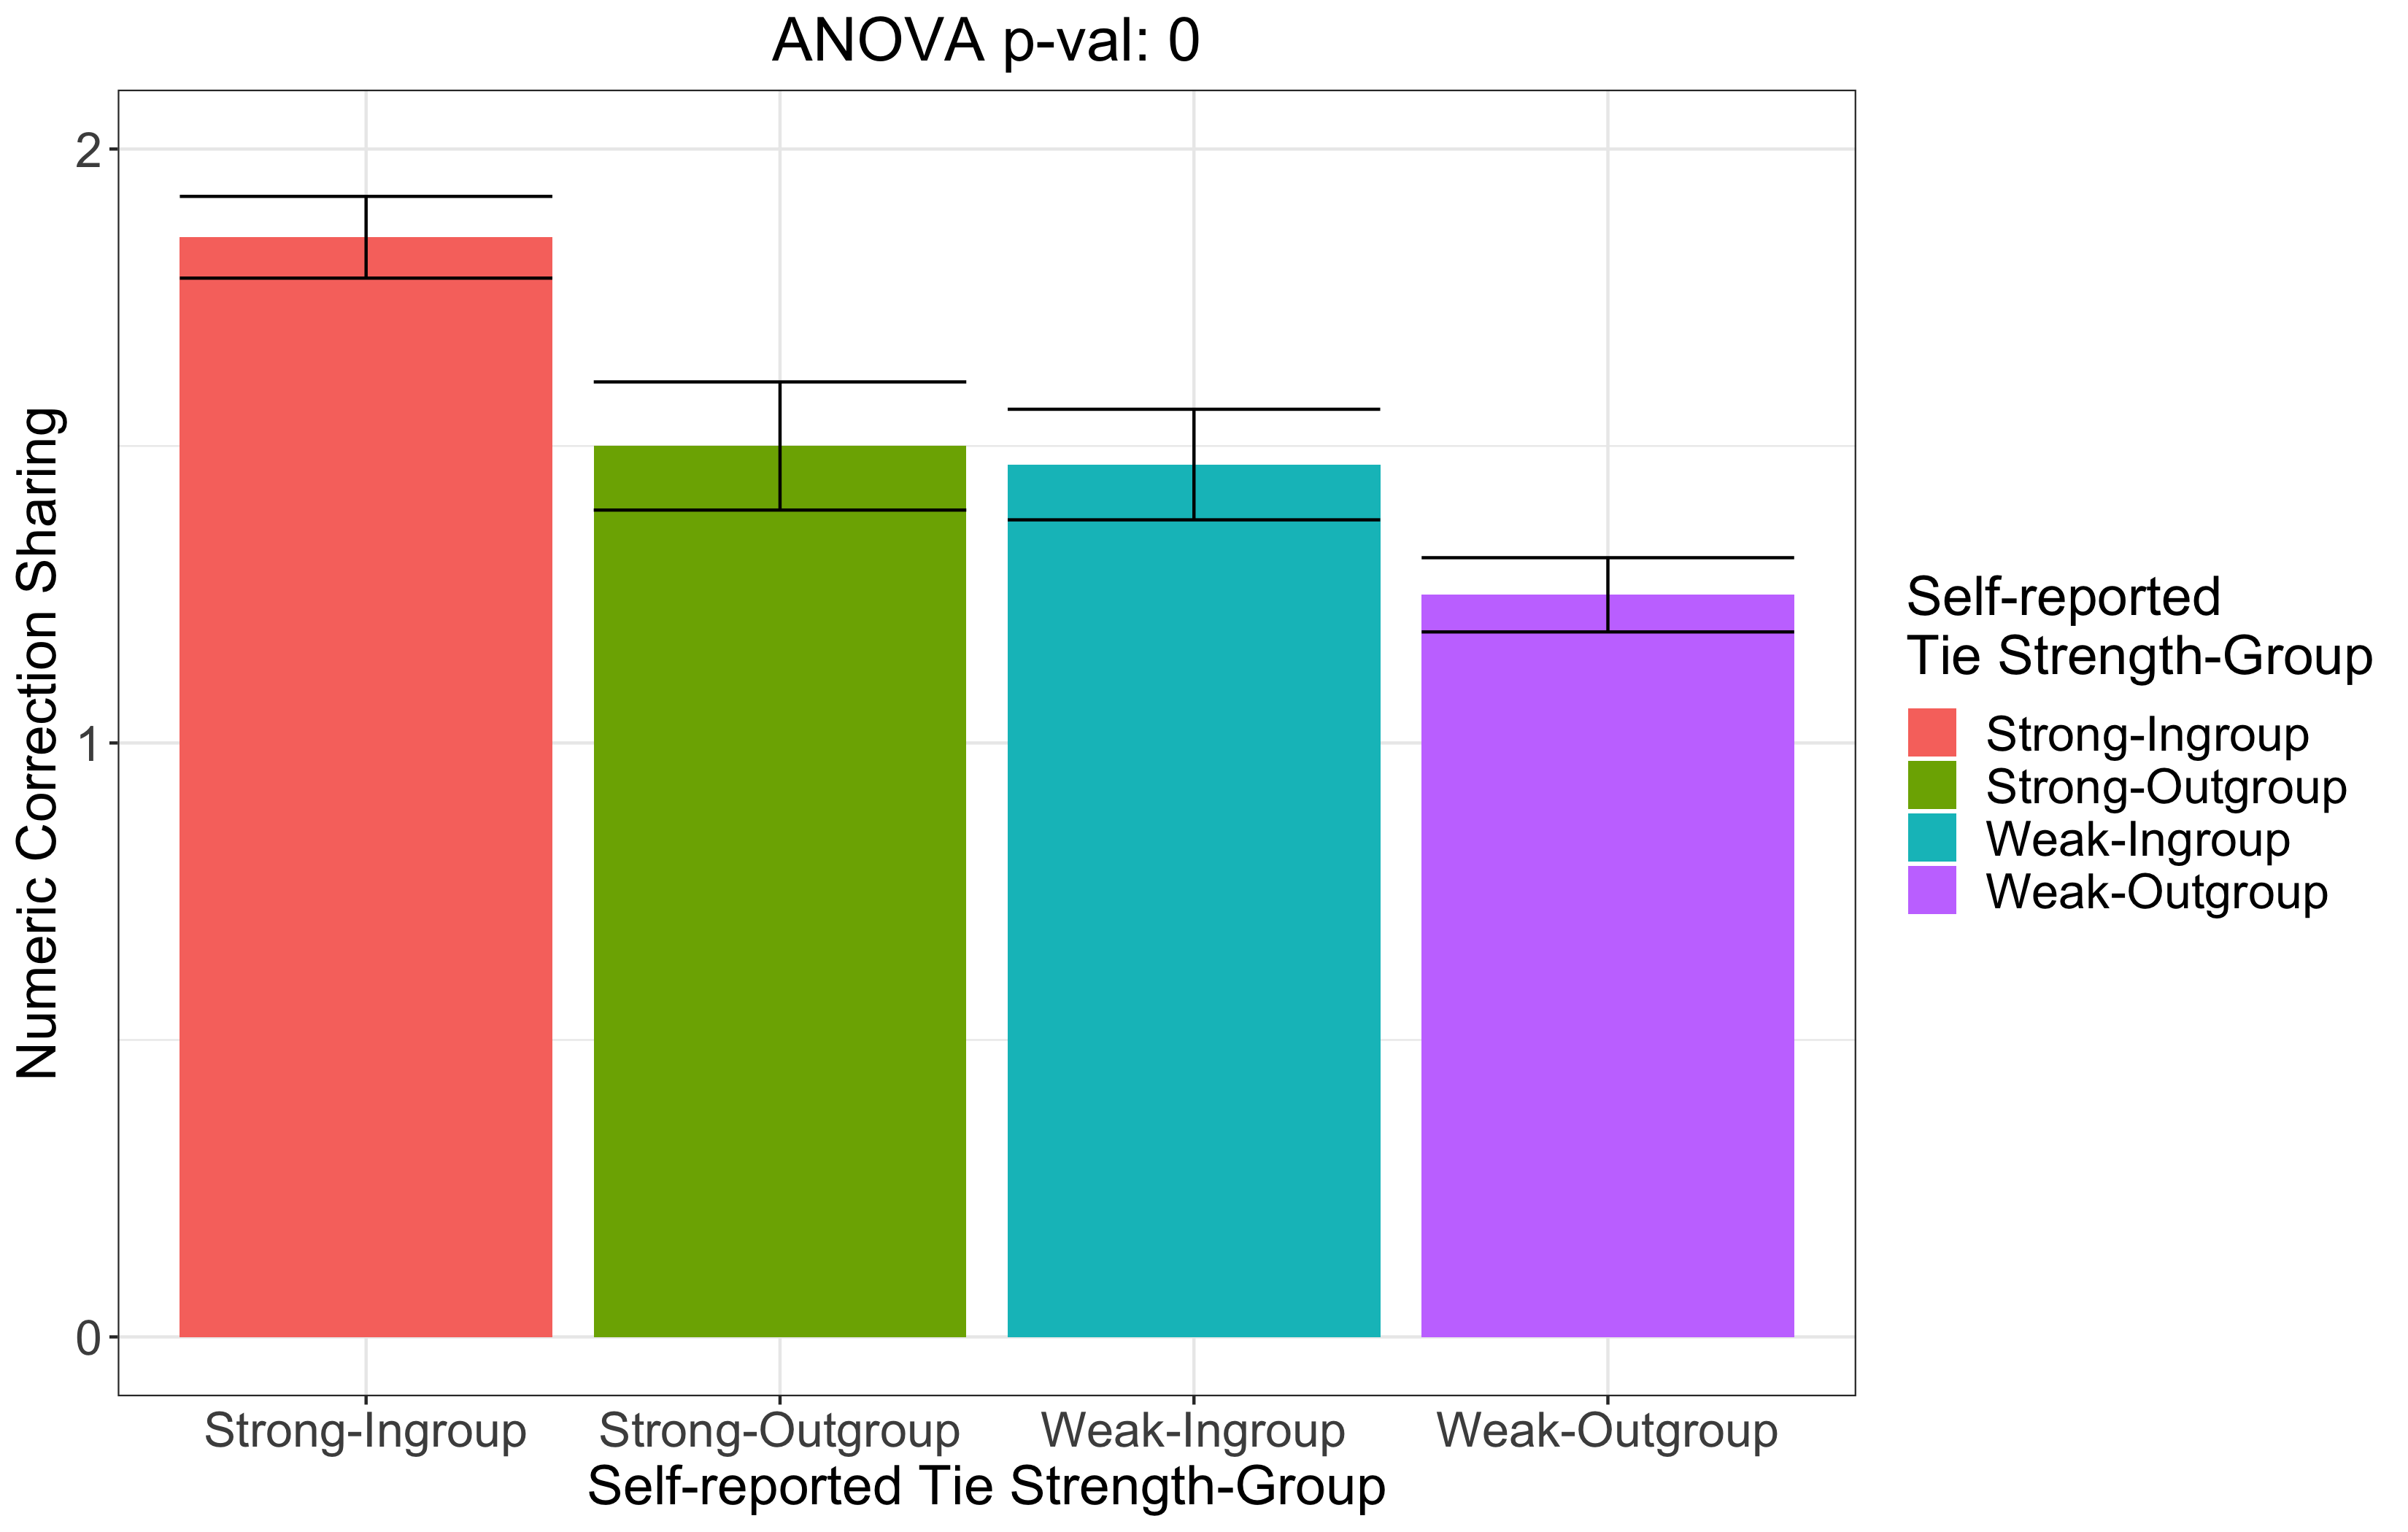 ANOVA p-val: 0
Numeric Correction Sharing
2
1
0
Strong-Ingroup
Strong-Outgroup
Weak-Ingroup
Weak-Outgroup
Self-reported Tie Strength-Group
Self-reported
Tie Strength-Group
Strong-Ingroup
Strong-Outgroup
Weak-Ingroup
Weak-Outgroup